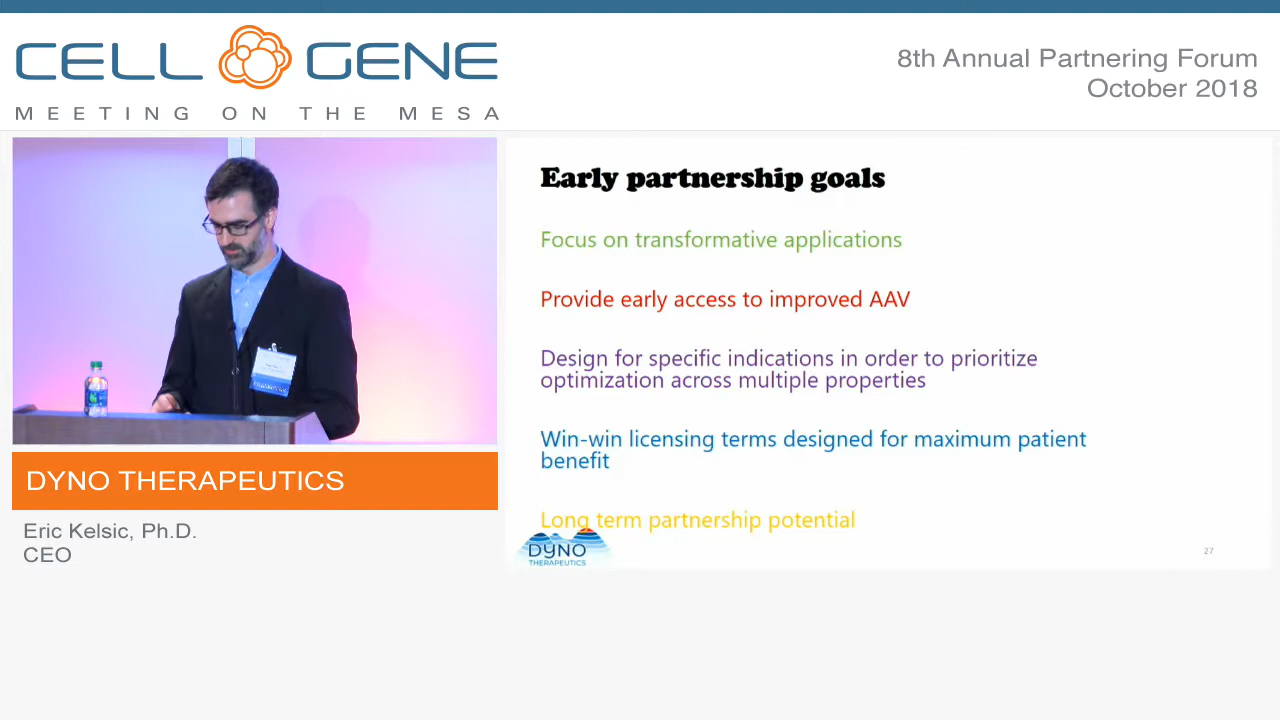 CELL GENE
MEETING ON THE MESA
8th Annual Partnering Forum
October 2018
Early partnership goals
Focus on transformative applications
Provide early access to improved AAV
Design for specific indications in order to prioritize
optimization across multiple properties
Win-win licensing terms designed for maximum patient
benefit
Long term partnership potential
DYNO
THERAPEUTICS
27
DYNO THERAPEUTICS
Eric Kelsic, Ph.D.
CEO